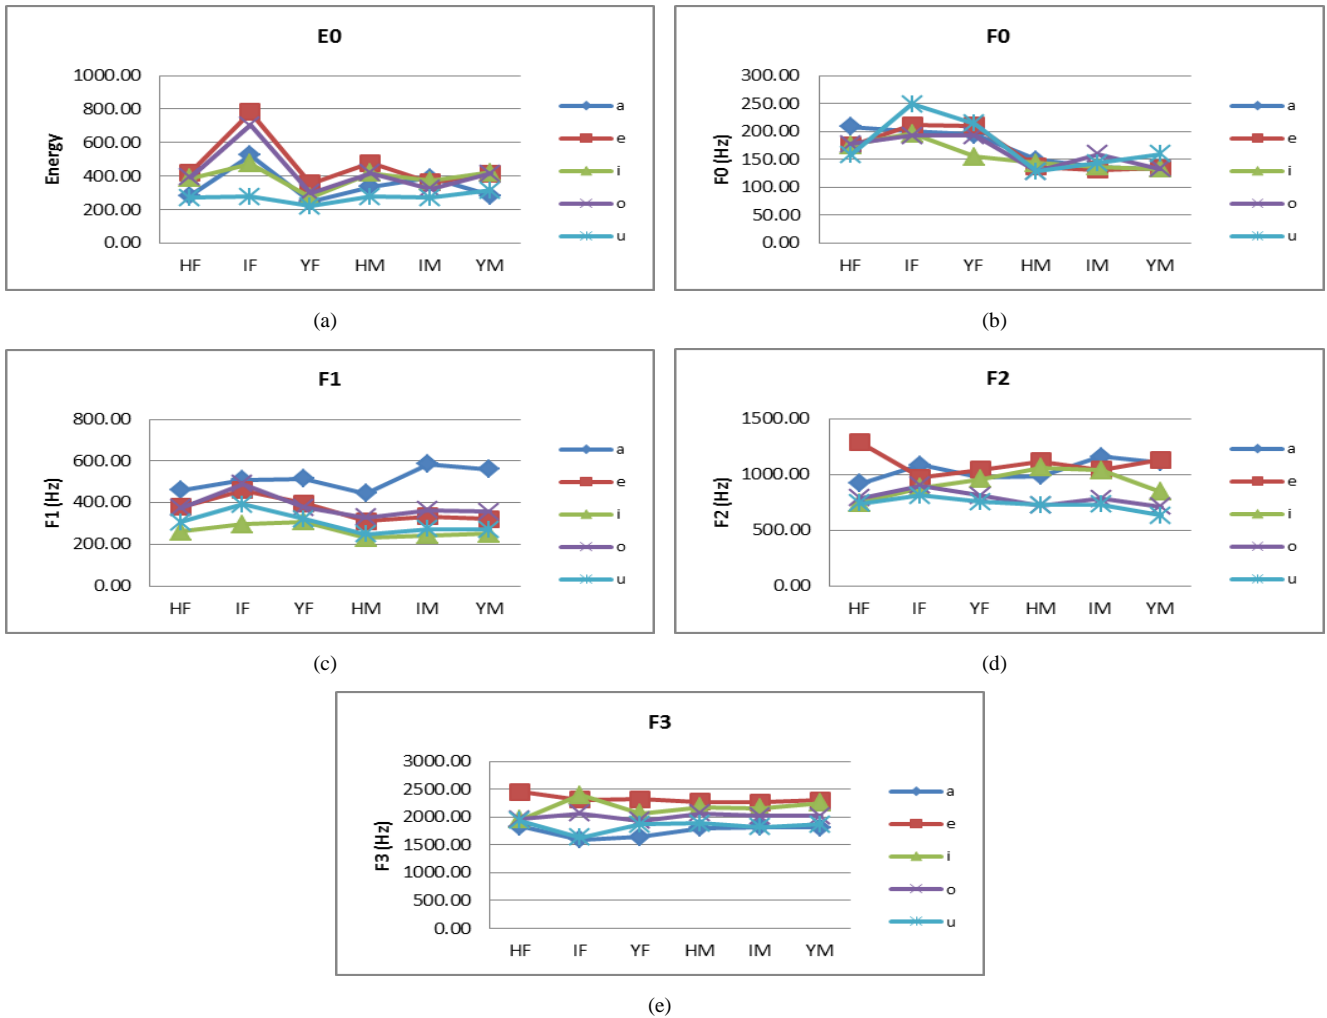 E0
Energy
1000.00
800.00
600.00
400.00
200.00
0.00
HF IF YF HM IM YM
a
e
i
o
u
(a)
F0
F0 (Hz)
300.00
250.00
200.00
150.00
100.00
50.00
0.00
HF IF YF HM IM YM
a
e
i
o
u
(b)
F1
F1 (Hz)
800.00
600.00
400.00
200.00
0.00
HF IF YF HM IM YM
a
e
i
o
u
(c)
F2
F2 (Hz)
1500.00
1000.00
500.00
0.00
HF IF YF HM IM YM
a
e
i
o
u
(d)
F3
F3 (Hz)
3000.00
2500.00
2000.00
1500.00
1000.00
500.00
0.00
HF IF YF HM IM YM
a
e
i
o
u
(e)